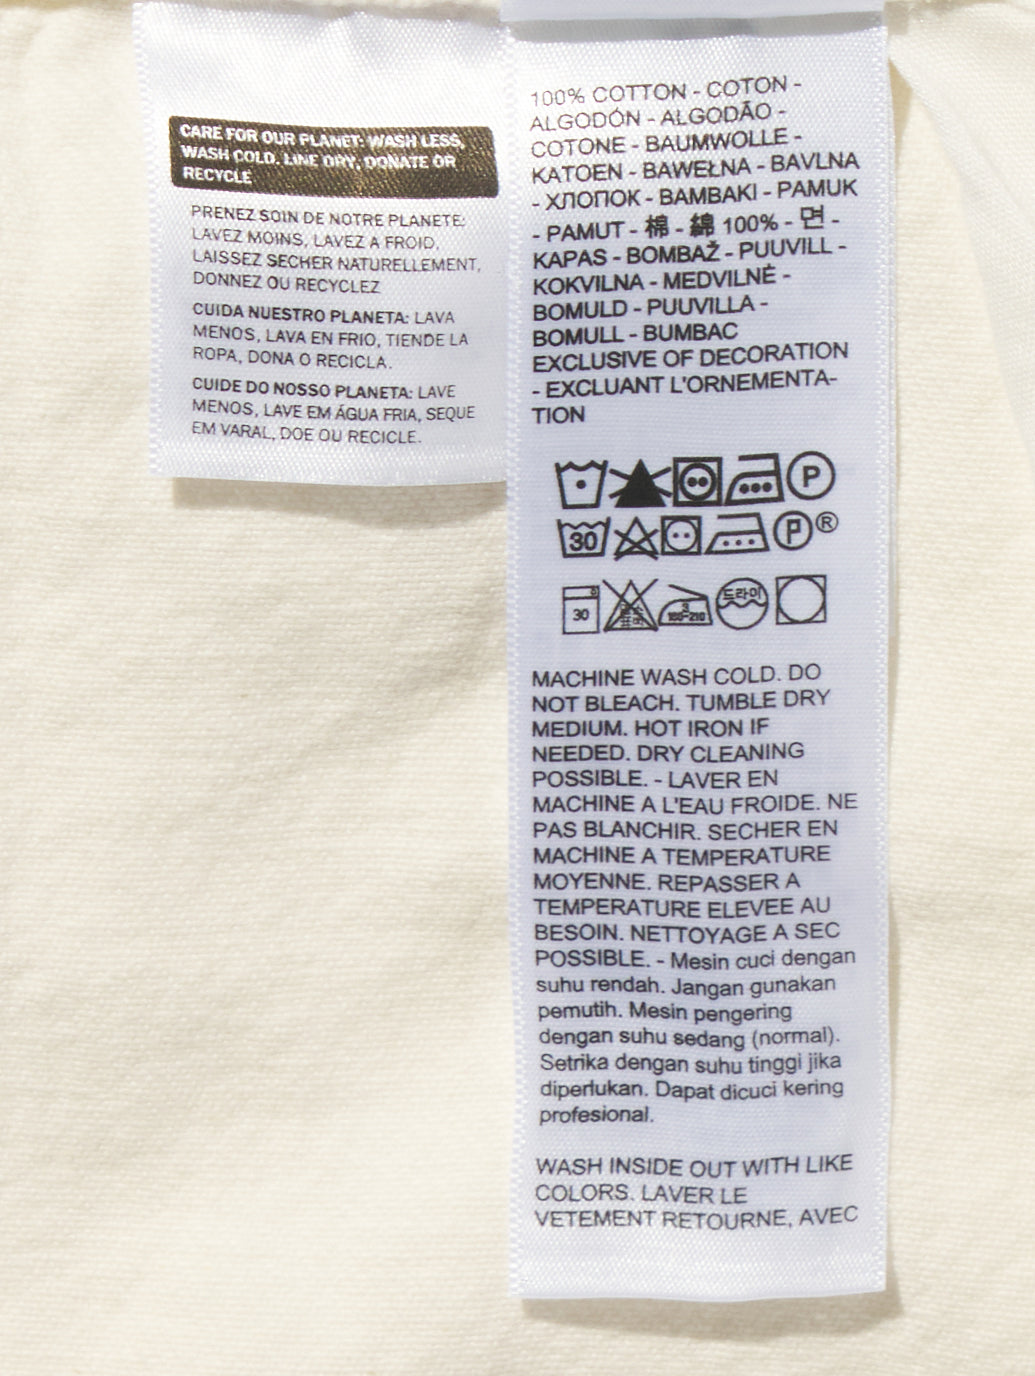 CARE FOR OUR PLANET: WASH LESS,
WASH COLD, LINE DRY, DONATE OR
RECYCLE
PRENEZ SOIN DE NOTRE PLANETE:
LAVEZ MOINS, LAVEZ A FROID,
LAISSEZ SECHER NATURELLEMENT,
DONNEZ OU RECYCLEZ
CUIDA NUESTRO PLANETA: LAVA
MENOS, LAVA EN FRIO, TIENDE LA
ROPA, DONA O RECICLA.
CUIDE DO NOSSO PLANETA: LAVE
MENOS, LAVE EM ÁGUA FRIA, SEQUE
EM VARAL, DOE OU RECICLE.
100% COTTON - COTON -
ALGODÓN - ALGODÃO -
COTONE - BAUMWOLLE -
KATOEN - BAWEŁNA - BAVLNA
- ХЛОПОК - BAMBAKI - PAMUK
- PAMUT - 棉 - 綿 100% - 면 -
KAPAS - BOMBAŽ - PUUVILL -
KOKVILNA - MEDVILNĖ -
BOMULD - PUUVILLA -
BOMULL - BUMBAC
EXCLUSIVE OF DECORATION
- EXCLUANT L'ORNEMENTA-
TION
P
30 P ®
30 3 180-210 드라이
MACHINE WASH COLD. DO
NOT BLEACH. TUMBLE DRY
MEDIUM. HOT IRON IF
NEEDED. DRY CLEANING
POSSIBLE. - LAVER EN
MACHINE A L'EAU FROIDE. NE
PAS BLANCHIR. SECHER EN
MACHINE A TEMPERATURE
MOYENNE. REPASSER A
TEMPERATURE ELEVEE AU
BESOIN. NETTOYAGE A SEC
POSSIBLE. - Mesin cuci dengan
suhu rendah. Jangan gunakan
pemutih. Mesin pengering
dengan suhu sedang (normal).
Setrika dengan suhu tinggi jika
diperlukan. Dapat dicuci kering
profesional.
WASH INSIDE OUT WITH LIKE
COLORS. LAVER LE
VETEMENT RETOURNE, AVEC